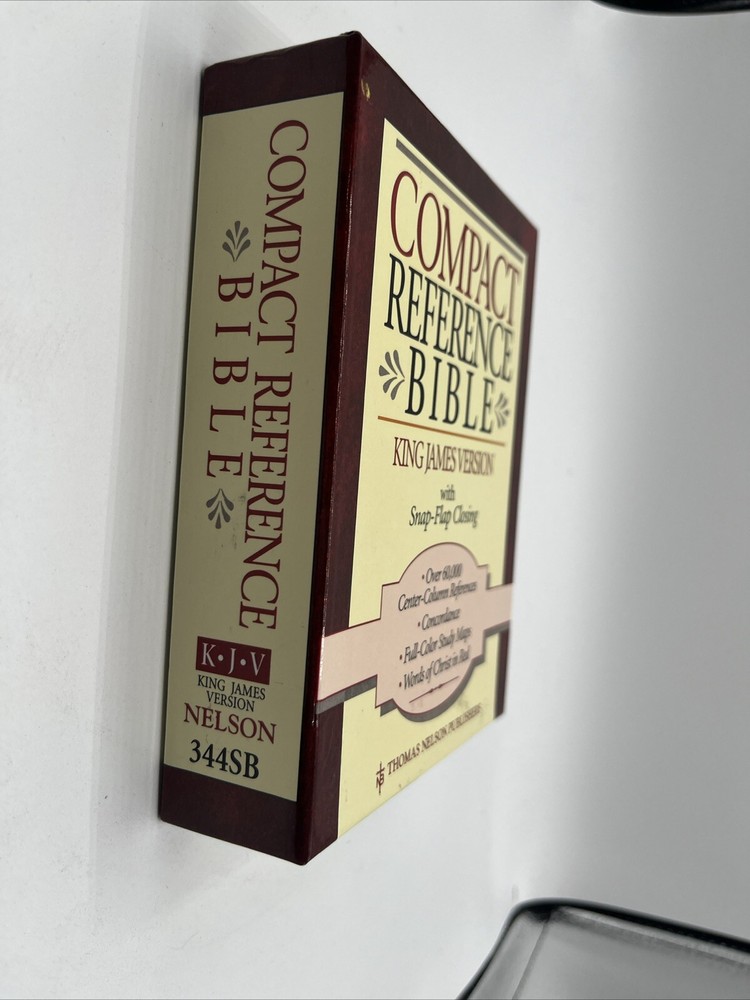 COMPACT REFERENCE
BIBLE
K•J•V
KING JAMES
VERSION
NELSON
344SB
COMPACT
REFERENCE
BIBLE
KING JAMES VERSION
with
Snap-Flap Closing
• Over 60,000
Center-Column References
• Concordance
• Full-Color Study Maps
• Words of Christ in Red
THOMAS NELSON PUBLISHERS